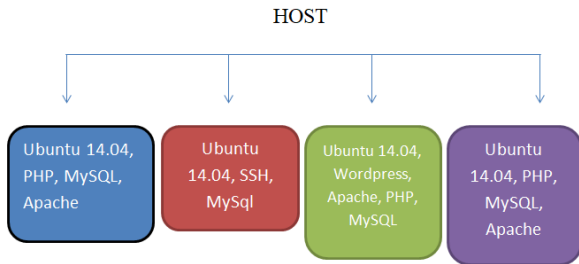 HOST
Ubuntu 14.04,
PHP, MySQL,
Apache
Ubuntu
14.04, SSH,
MySql
Ubuntu 14.04,
Wordpress,
Apache, PHP,
MySQL
Ubuntu
14.04, PHP,
MySQL,
Apache